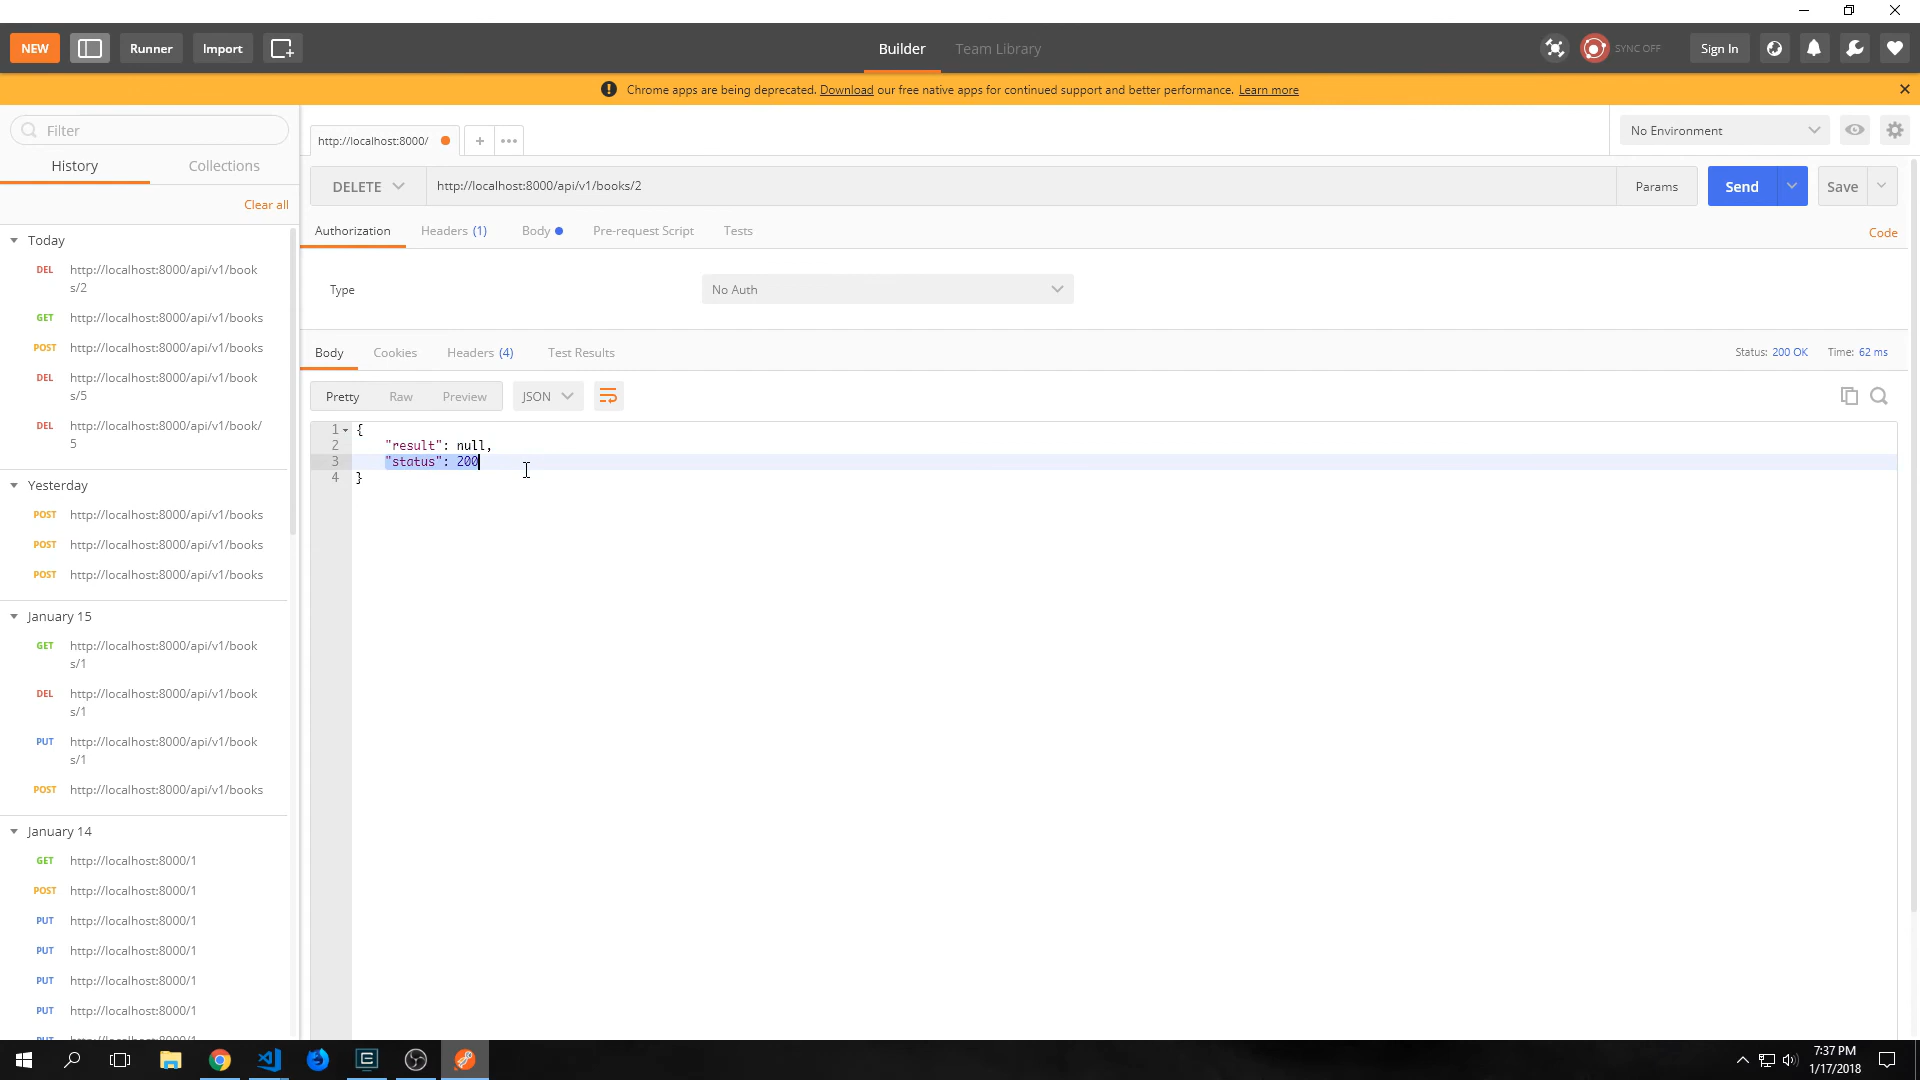 NEW
Runner
Import
Builder
Team Library
SYNC OFF
Sign In
Chrome apps are being deprecated. Download our free native apps for continued support and better performance. Learn more
Filter
History
Collections
Clear all
Today
DEL http://localhost:8000/api/v1/book
s/2
GET http://localhost:8000/api/v1/books
POST http://localhost:8000/api/v1/books
DEL http://localhost:8000/api/v1/book
s/5
DEL http://localhost:8000/api/v1/book/
5
Yesterday
POST http://localhost:8000/api/v1/books
POST http://localhost:8000/api/v1/books
POST http://localhost:8000/api/v1/books
January 15
GET http://localhost:8000/api/v1/book
s/1
DEL http://localhost:8000/api/v1/book
s/1
PUT http://localhost:8000/api/v1/book
s/1
POST http://localhost:8000/api/v1/books
January 14
GET http://localhost:8000/1
POST http://localhost:8000/1
PUT http://localhost:8000/1
PUT http://localhost:8000/1
PUT http://localhost:8000/1
PUT http://localhost:8000/1
http://localhost:8000/
No Environment
DELETE
http://localhost:8000/api/v1/books/2
Params
Send
Save
Authorization
Headers (1)
Body
Pre-request Script
Tests
Code
Type
No Auth
Body
Cookies
Headers (4)
Test Results
Status: 200 OK
Time: 62 ms
Pretty
Raw
Preview
JSON
1 {
2 "result": null,
3 "status": 200
4 }
7:37 PM
1/17/2018